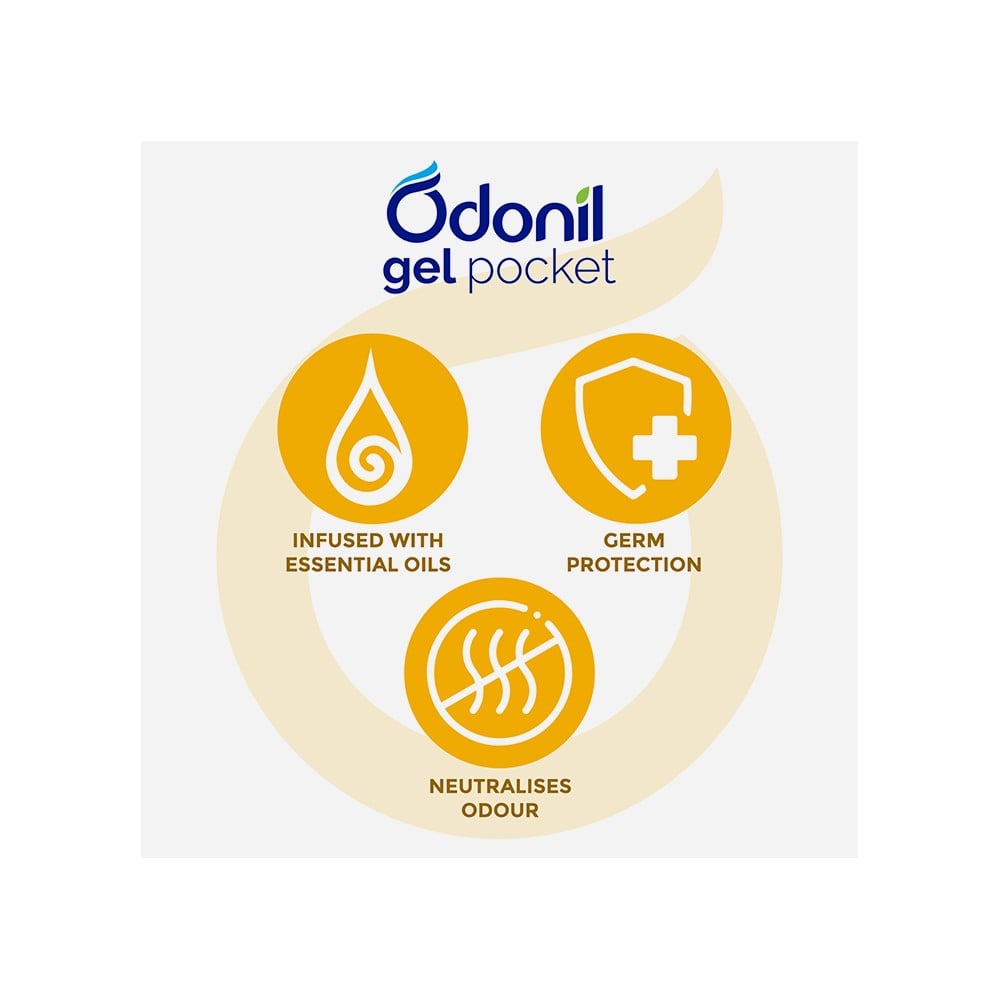 Odonil
gel pocket
INFUSED WITH
ESSENTIAL OILS
GERM
PROTECTION
NEUTRALISES
ODOUR